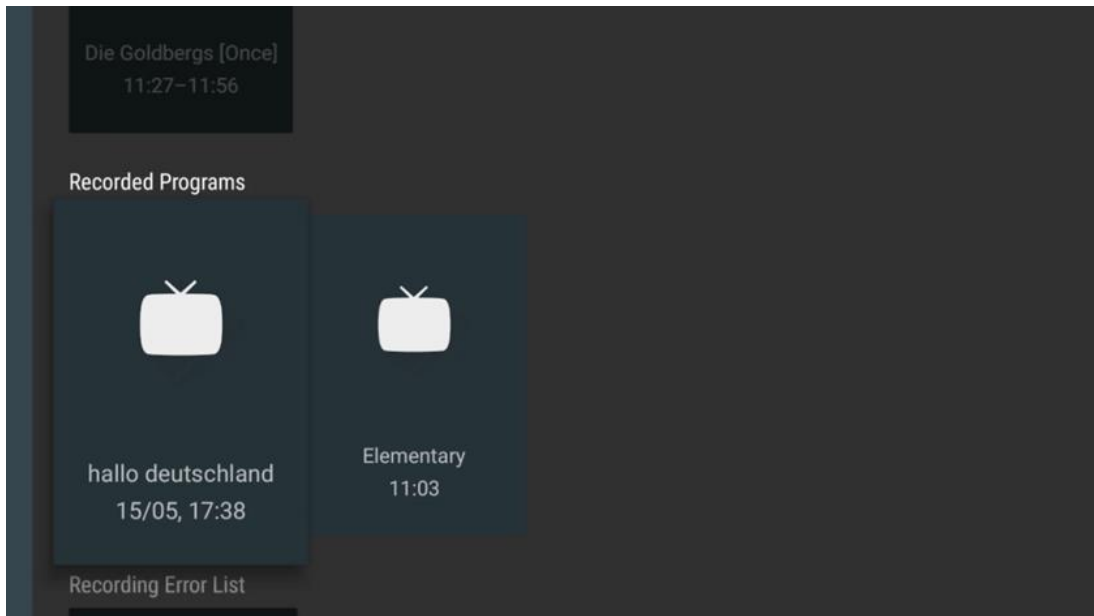 Die Goldbergs [Once]
11:27–11:56
Recorded Programs
hallo deutschland
15/05, 17:38
Elementary
11:03
Recording Error List